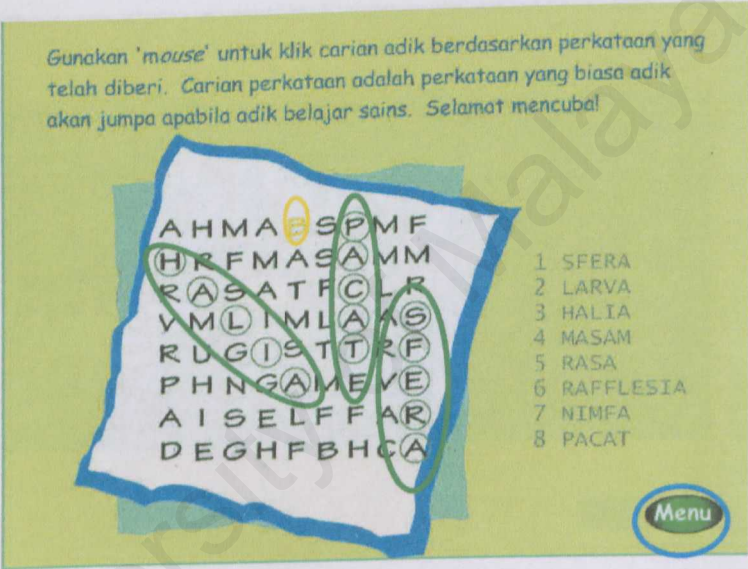 Gunakan 'mouse' untuk klik carian adik berdasarkan perkataan yang
telah diberi. Carian perkataan adalah perkataan yang biasa adik
akan jumpa apabila adik belajar sains. Selamat mencuba!
A H M A E S P M F
H R F M A S A M M
R A S A T F C L R
V M L I M L A A S
R U G I S T T R F
P H N G A M E V E
A I S E L F F A R
D E G H F B H C A
1 SFERA
2 LARVA
3 HALIA
4 MASAM
5 RASA
6 RAFFLESIA
7 NIMFA
8 PACAT
Menu